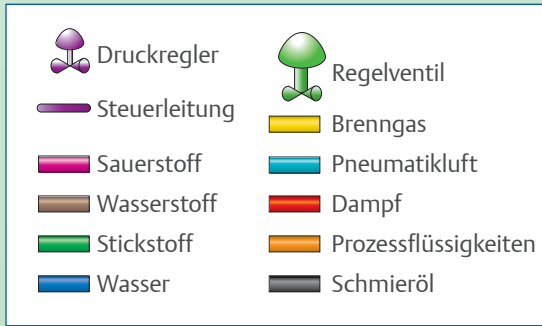 Druckregler
Steuerleitung
Sauerstoff
Wasserstoff
Stickstoff
Wasser
Regelventil
Brenngas
Pneumatikluft
Dampf
Prozessflüssigkeiten
Schmieröl